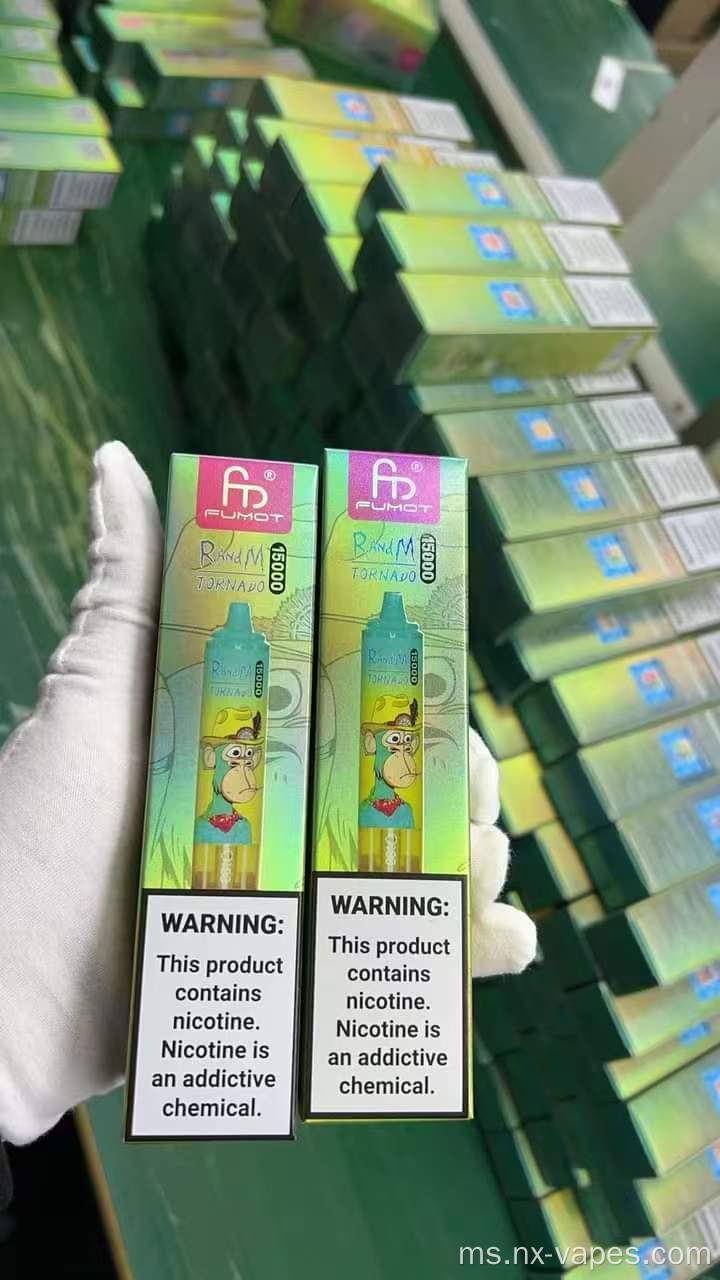 FUMOT®
RandM
TORNADO
15000
RandM
TORNADO
15000
WARNING:
This product
contains
nicotine.
Nicotine is
an addictive
chemical.
FUMOT®
RandM
TORNADO
15000
RandM
TORNADO
15000
WARNING:
This product
contains
nicotine.
Nicotine is
an addictive
chemical.
ms.nx-vapes.com